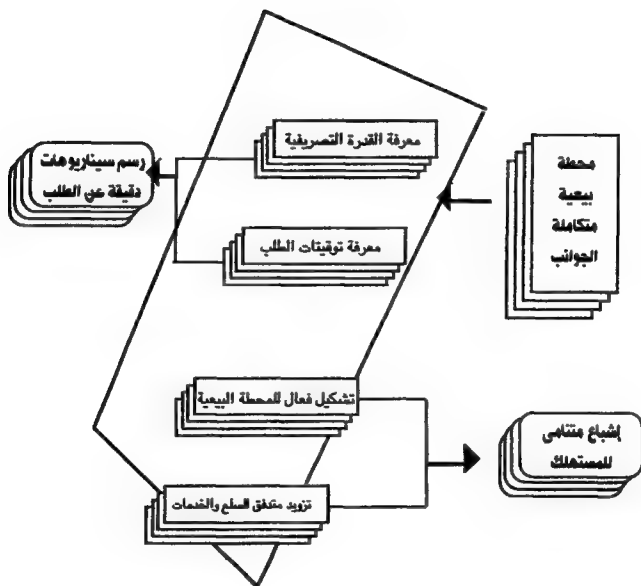 معرفة القدرة التصريفية
رسم سيناريوهات
دقيقة عن الطلب
محطة
بيعية
متكاملة
الجوانب
معرفة توقيتات الطلب
تشكيل فعال للمحطة البيعية
إشباع متنامى
للمستهلك
تزويد متدفق السلع والخدمات